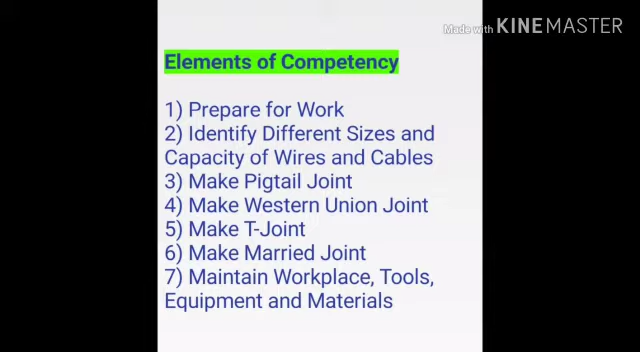 Made with KINEMASTER
Elements of Competency
1) Prepare for Work
2) Identify Different Sizes and
Capacity of Wires and Cables
3) Make Pigtail Joint
4) Make Western Union Joint
5) Make T-Joint
6) Make Married Joint
7) Maintain Workplace, Tools,
Equipment and Materials